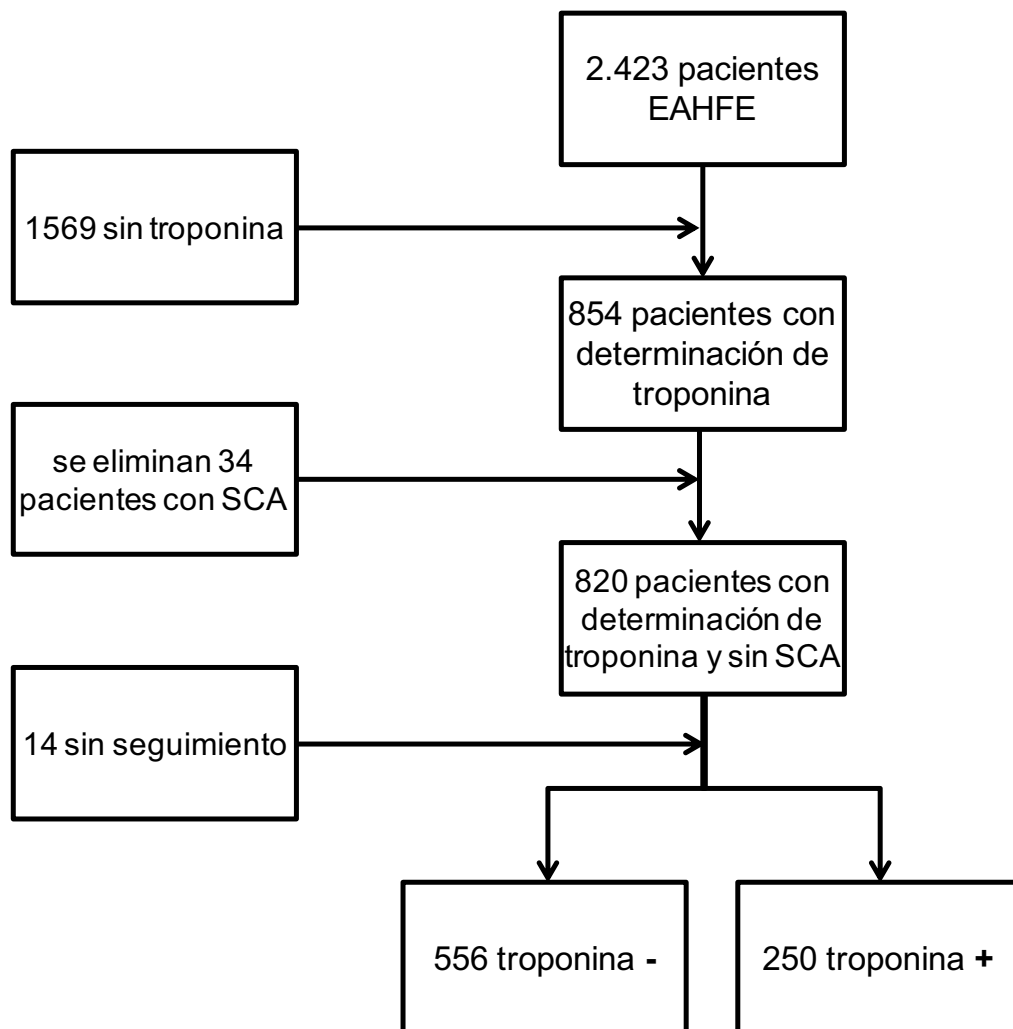 2.423 pacientes
EAHFE
1569 sin troponina
854 pacientes con
determinación de
troponina
se eliminan 34
pacientes con SCA
820 pacientes con
determinación de
troponina y sin SCA
14 sin seguimiento
556 troponina -
250 troponina +